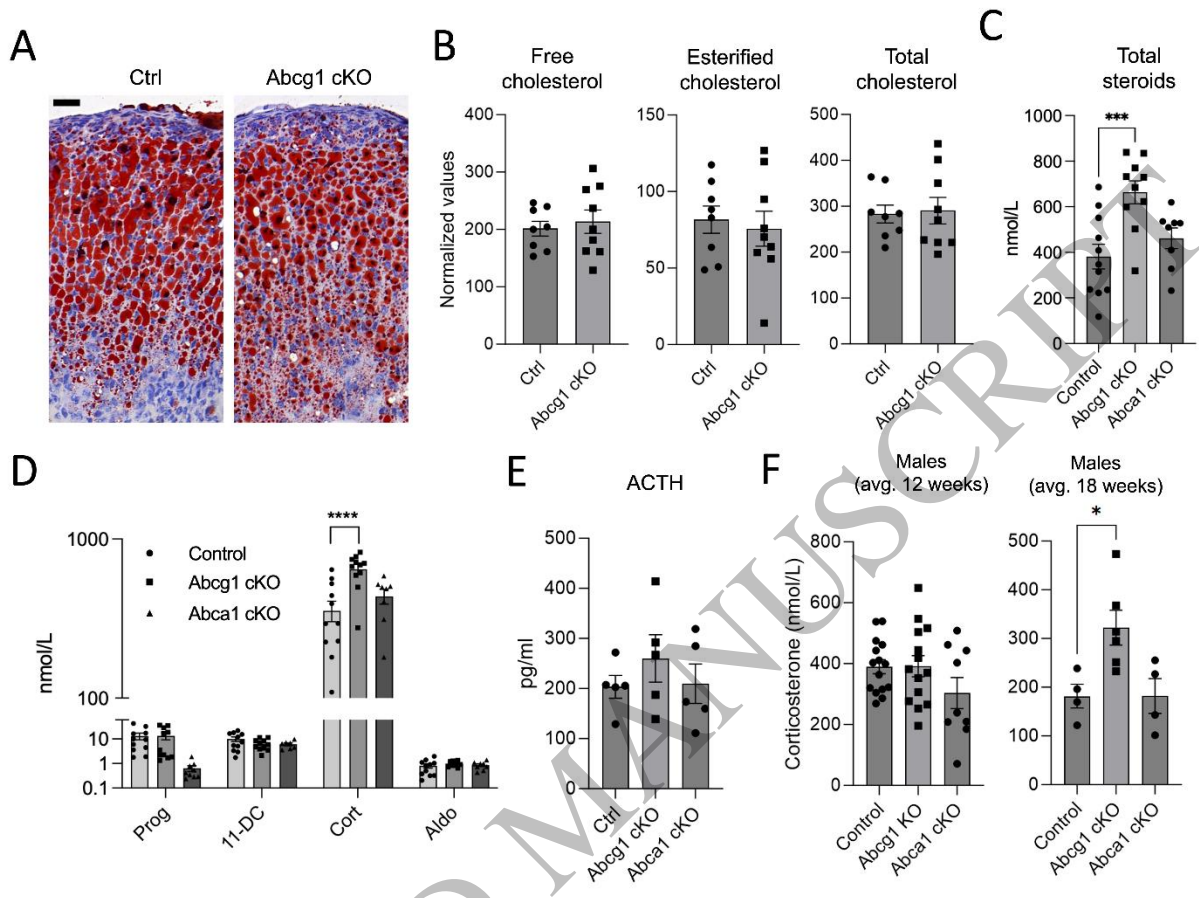 A
Ctrl
Abcg1 cKO
B
Free
cholesterol
Esterified
cholesterol
Total
cholesterol
Normalized values
400
300
200
100
0
Ctrl
Abcg1 cKO
150
100
50
0
Ctrl
Abcg1 cKO
500
400
300
200
100
0
Ctrl
Abcg1 cKO
C
Total
steroids
***
nmol/L
1000
800
600
400
200
0
Control
Abcg1 cKO
Abca1 cKO
D
nmol/L
1000
100
10
1
0.1
Control
Abcg1 cKO
Abca1 cKO
****
Prog
11-DC
Cort
Aldo
E
ACTH
pg/ml
500
400
300
200
100
0
Ctrl
Abcg1 cKO
Abca1 cKO
F
Males
(avg. 12 weeks)
Corticosterone (nmol/L)
800
600
400
200
0
Control
Abcg1 KO
Abca1 cKO
Males
(avg. 18 weeks)
*
500
400
300
200
100
0
Control
Abcg1 cKO
Abca1 cKO
D MANUSCRIPT